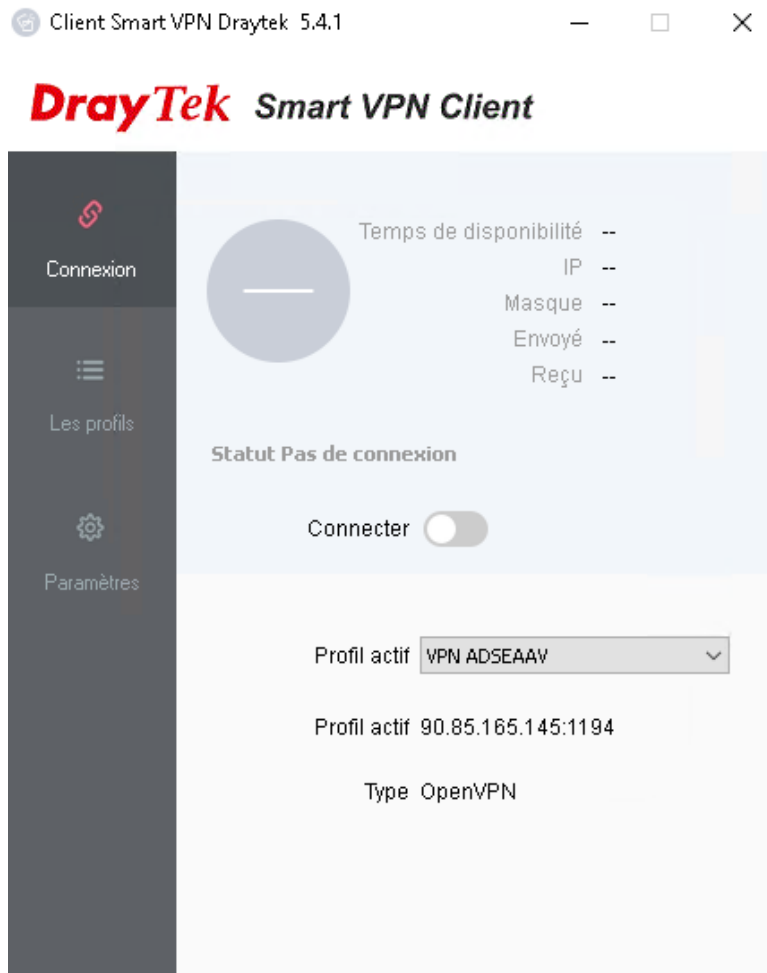 Client Smart VPN Draytek 5.4.1
DrayTek Smart VPN Client
Connexion
Les profils
Paramètres
Temps de disponibilité --
IP --
Masque --
Envoyé --
Reçu --
Statut Pas de connexion
Connecter
Profil actif VPN ADSEAAV
Profil actif 90.85.165.145:1194
Type OpenVPN